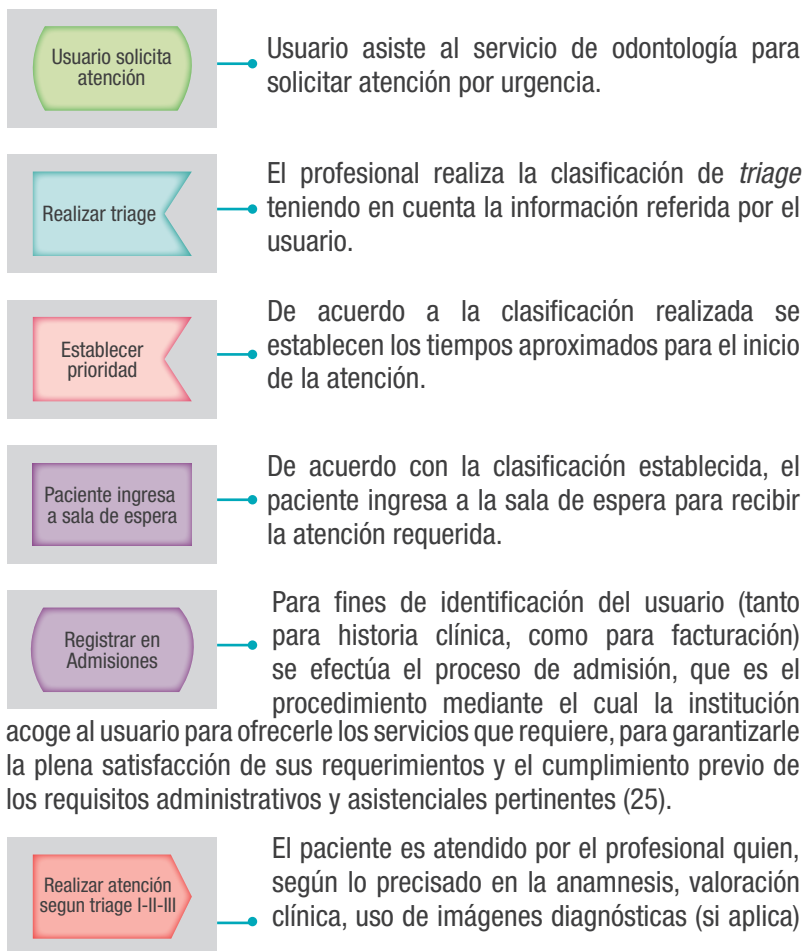 Usuario solicita
atención
Usuario asiste al servicio de odontología para
solicitar atención por urgencia.
Realizar triage
El profesional realiza la clasificación de triage
teniendo en cuenta la información referida por el
usuario.
Establecer
prioridad
De acuerdo a la clasificación realizada se
establecen los tiempos aproximados para el inicio
de la atención.
Paciente ingresa
a sala de espera
De acuerdo con la clasificación establecida, el
paciente ingresa a la sala de espera para recibir
la atención requerida.
Registrar en
Admisiones
Para fines de identificación del usuario (tanto
para historia clínica, como para facturación)
se efectúa el proceso de admisión, que es el
procedimiento mediante el cual la institución
acoge al usuario para ofrecerle los servicios que requiere, para garantizarle
la plena satisfacción de sus requerimientos y el cumplimiento previo de
los requisitos administrativos y asistenciales pertinentes (25).
Realizar atención
segun triage I-II-III
El paciente es atendido por el profesional quien,
según lo precisado en la anamnesis, valoración
clínica, uso de imágenes diagnósticas (si aplica)